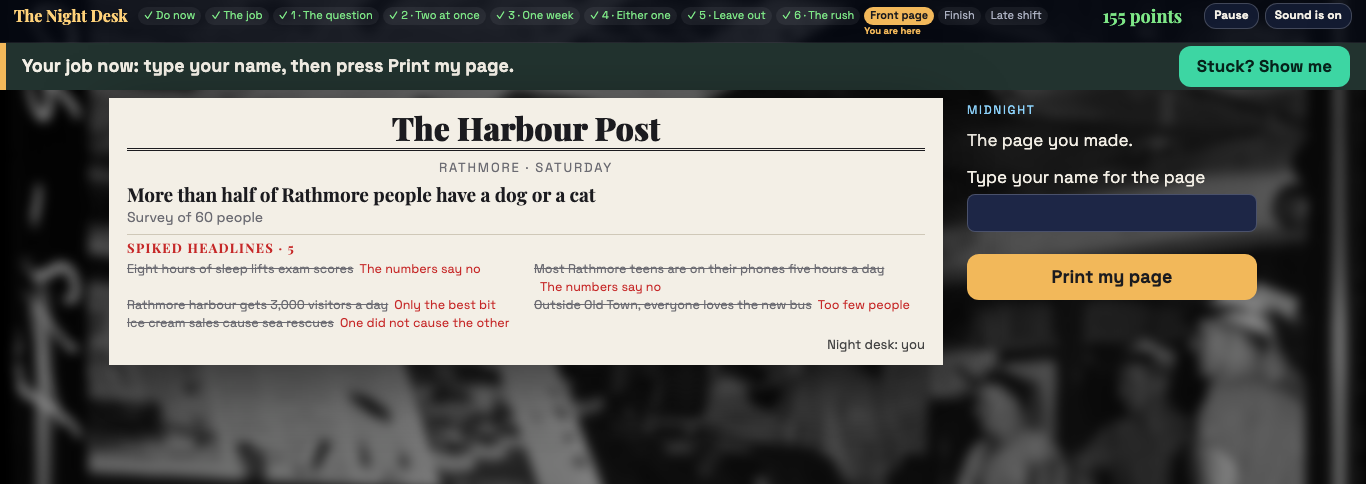 The Night Desk
✓ Do now
✓ The job
✓ 1 · The question
✓ 2 · Two at once
✓ 3 · One week
✓ 4 · Either one
✓ 5 · Leave out
✓ 6 · The rush
Front page
Finish
Late shift
You are here
155 points
Pause
Sound is on
Your job now: type your name, then press Print my page.
Stuck? Show me
The Harbour Post
RATHMORE · SATURDAY
More than half of Rathmore people have a dog or a cat
Survey of 60 people
SPIKED HEADLINES · 5
Eight hours of sleep lifts exam scores The numbers say no
Most Rathmore teens are on their phones five hours a day
The numbers say no
Rathmore harbour gets 3,000 visitors a day Only the best bit
Outside Old Town, everyone loves the new bus Too few people
Ice cream sales cause sea rescues One did not cause the other
Night desk: you
MIDNIGHT
The page you made.
Type your name for the page
Print my page